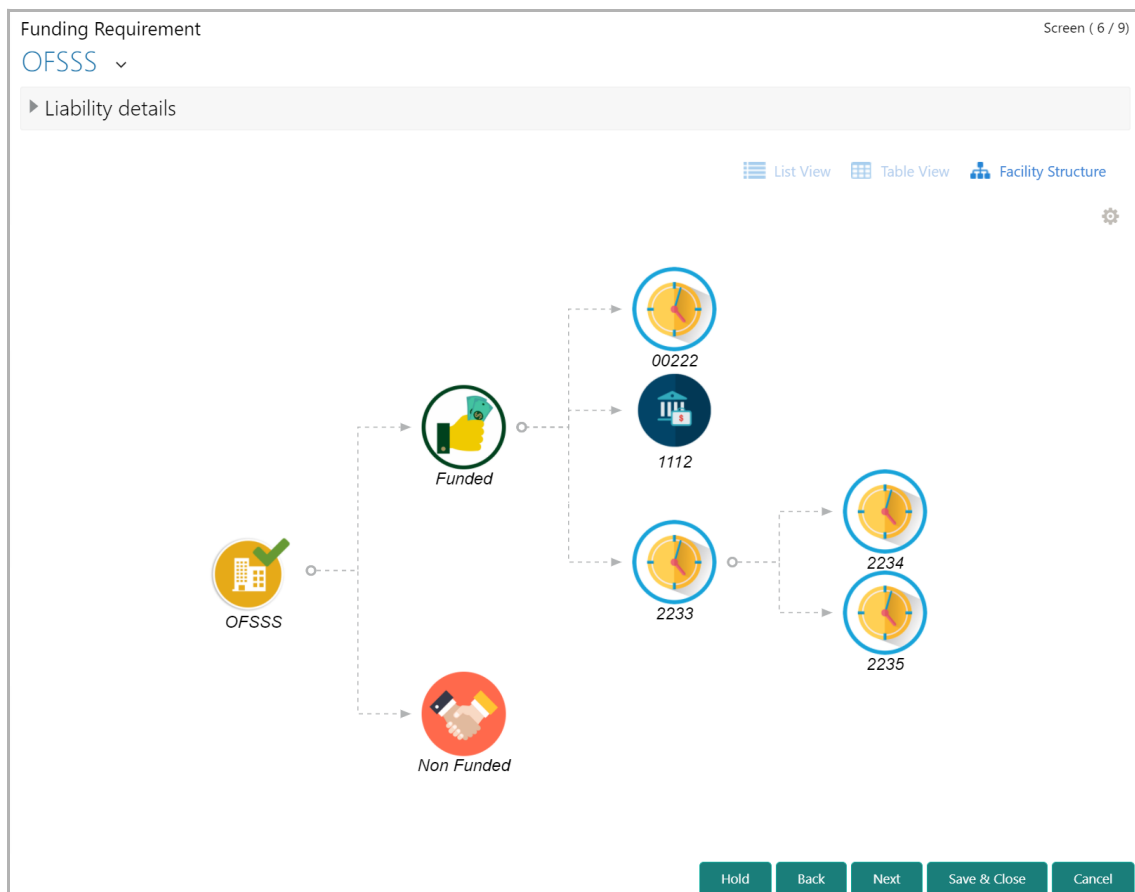 Funding Requirement
Screen ( 6 / 9)
OFSSS
Liability details
List View
Table View
Facility Structure
00222
1112
Funded
2234
2233
OFSSS
2235
Non Funded
Hold
Back
Next
Save & Close
Cancel